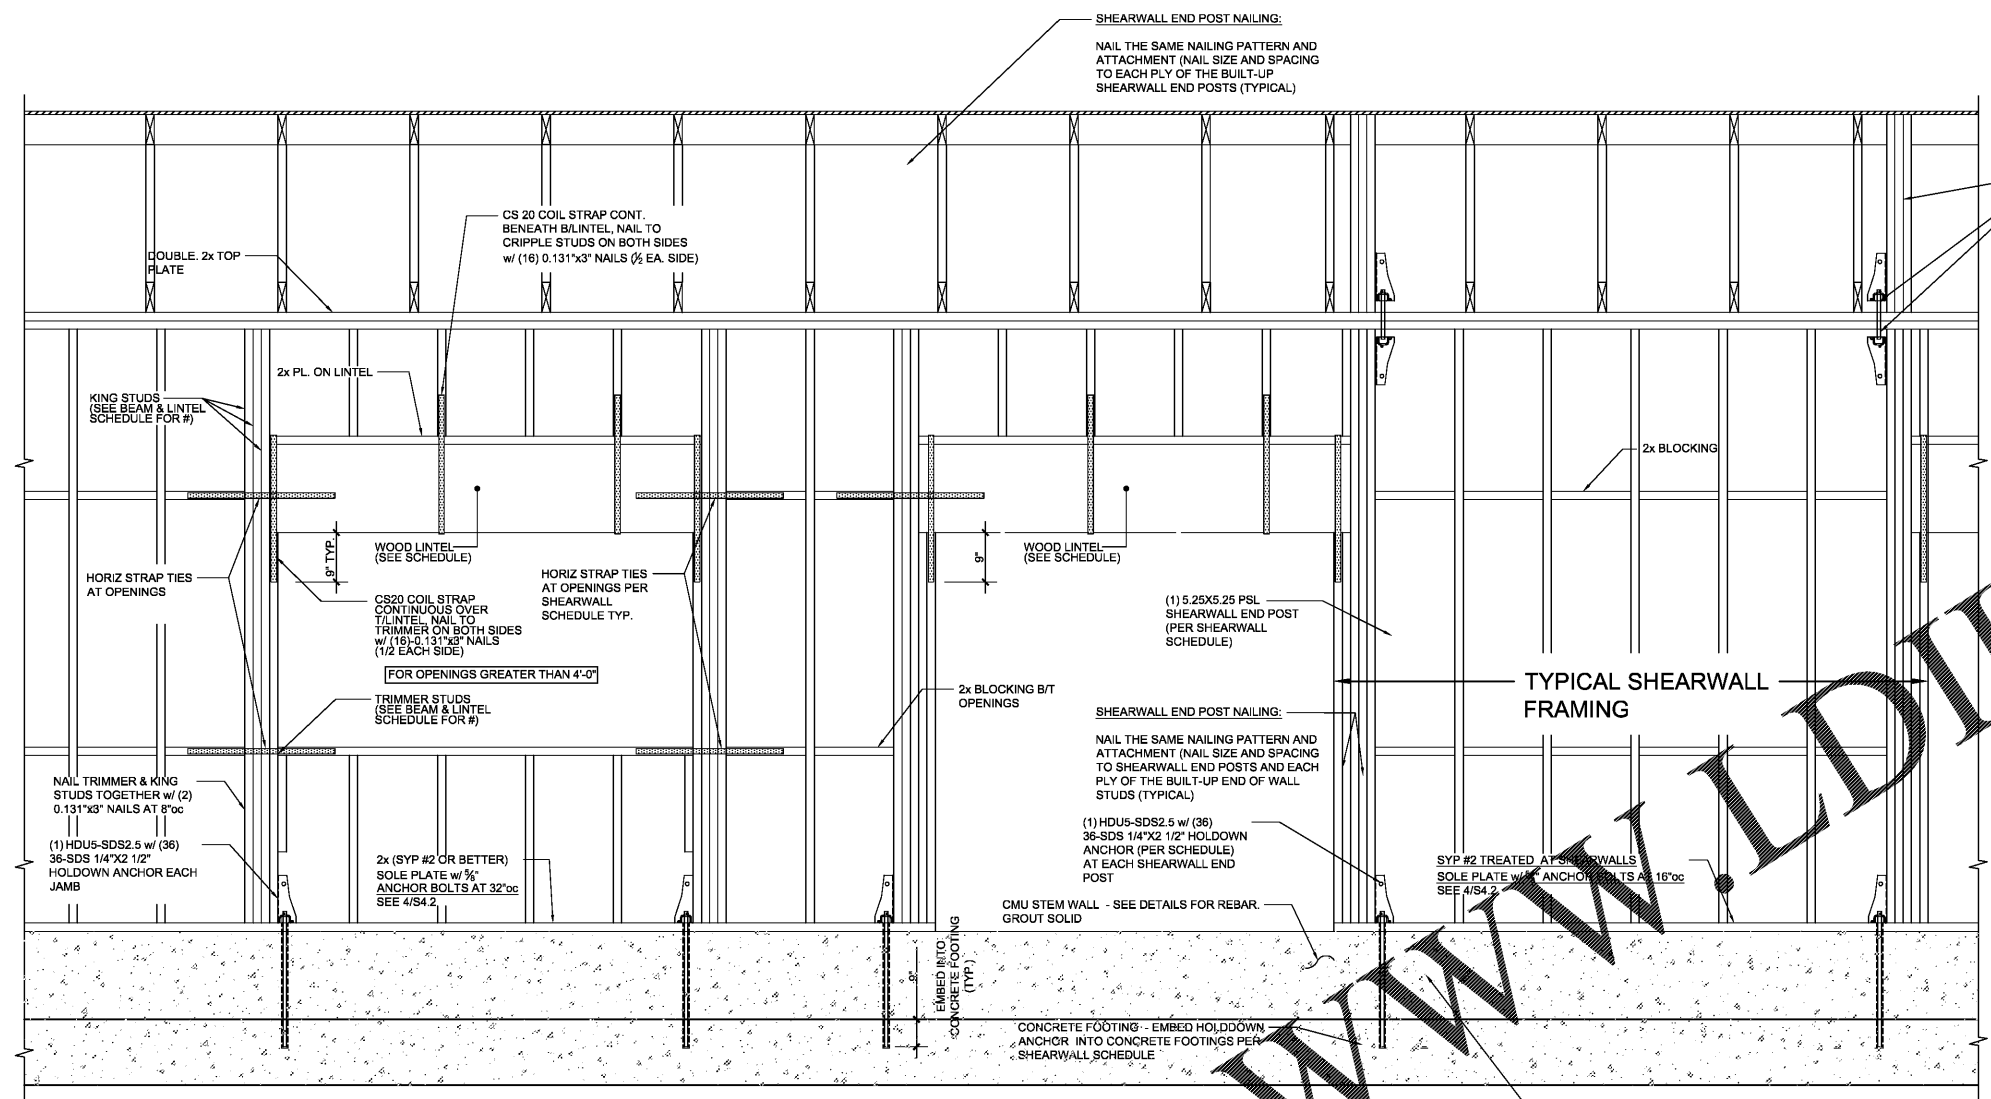 SHEARWALL END POST NAILING:
NAIL THE SAME NAILING PATTERN AND
ATTACHMENT (NAIL SIZE AND SPACING
TO EACH PLY OF THE BUILT-UP
SHEARWALL END POSTS (TYPICAL)
CS 20 COIL STRAP CONT.
BENEATH B/LINTEL, NAIL TO
CRIPPLE STUDS ON BOTH SIDES
w/ (16) 0.131"x3" NAILS (½ EA. SIDE)
DOUBLE. 2x TOP
PLATE
2x PL. ON LINTEL
KING STUDS
(SEE BEAM & LINTEL
SCHEDULE FOR #)
2x BLOCKING
9" TYP.
WOOD LINTEL
(SEE SCHEDULE)
9"
WOOD LINTEL
(SEE SCHEDULE)
HORIZ STRAP TIES
AT OPENINGS
HORIZ STRAP TIES
AT OPENINGS PER
SHEARWALL
SCHEDULE TYP.
CS20 COIL STRAP
CONTINUOUS OVER
T/LINTEL, NAIL TO
TRIMMER ON BOTH SIDES
w/ (16)-0.131"x3" NAILS
(1/2 EACH SIDE)
(1) 5.25X5.25 PSL
SHEARWALL END POST
(PER SHEARWALL
SCHEDULE)
FOR OPENINGS GREATER THAN 4'-0"
TYPICAL SHEARWALL
FRAMING
TRIMMER STUDS
(SEE BEAM & LINTEL
SCHEDULE FOR #)
2x BLOCKING B/T
OPENINGS
SHEARWALL END POST NAILING:
NAIL THE SAME NAILING PATTERN AND
ATTACHMENT (NAIL SIZE AND SPACING
TO SHEARWALL END POSTS AND EACH
PLY OF THE BUILT-UP END OF WALL
STUDS (TYPICAL)
NAIL TRIMMER & KING
STUDS TOGETHER w/ (2)
0.131"x3" NAILS AT 8"oc
(1) HDU5-SDS2.5 w/ (36)
36-SDS 1/4"X2 1/2"
HOLDOWN ANCHOR EACH
JAMB
2x (SYP #2 OR BETTER)
SOLE PLATE w/ ⅝"
ANCHOR BOLTS AT 32"oc
SEE 4/S4.2
(1) HDU5-SDS2.5 w/ (36)
36-SDS 1/4"X2 1/2" HOLDOWN
ANCHOR (PER SCHEDULE)
AT EACH SHEARWALL END
POST
SYP #2 TREATED AT SHEARWALLS
SOLE PLATE w/ ANCHOR BOLTS AT 16"oc
SEE 4/S4.2
CMU STEM WALL - SEE DETAILS FOR REBAR.
GROUT SOLID
9"
EMBED INTO
CONCRETE FOOTING
(TYP.)
CONCRETE FOOTING - EMBED HOLDDOWN
ANCHOR INTO CONCRETE FOOTINGS PER
SHEARWALL SCHEDULE
WWW.LDI